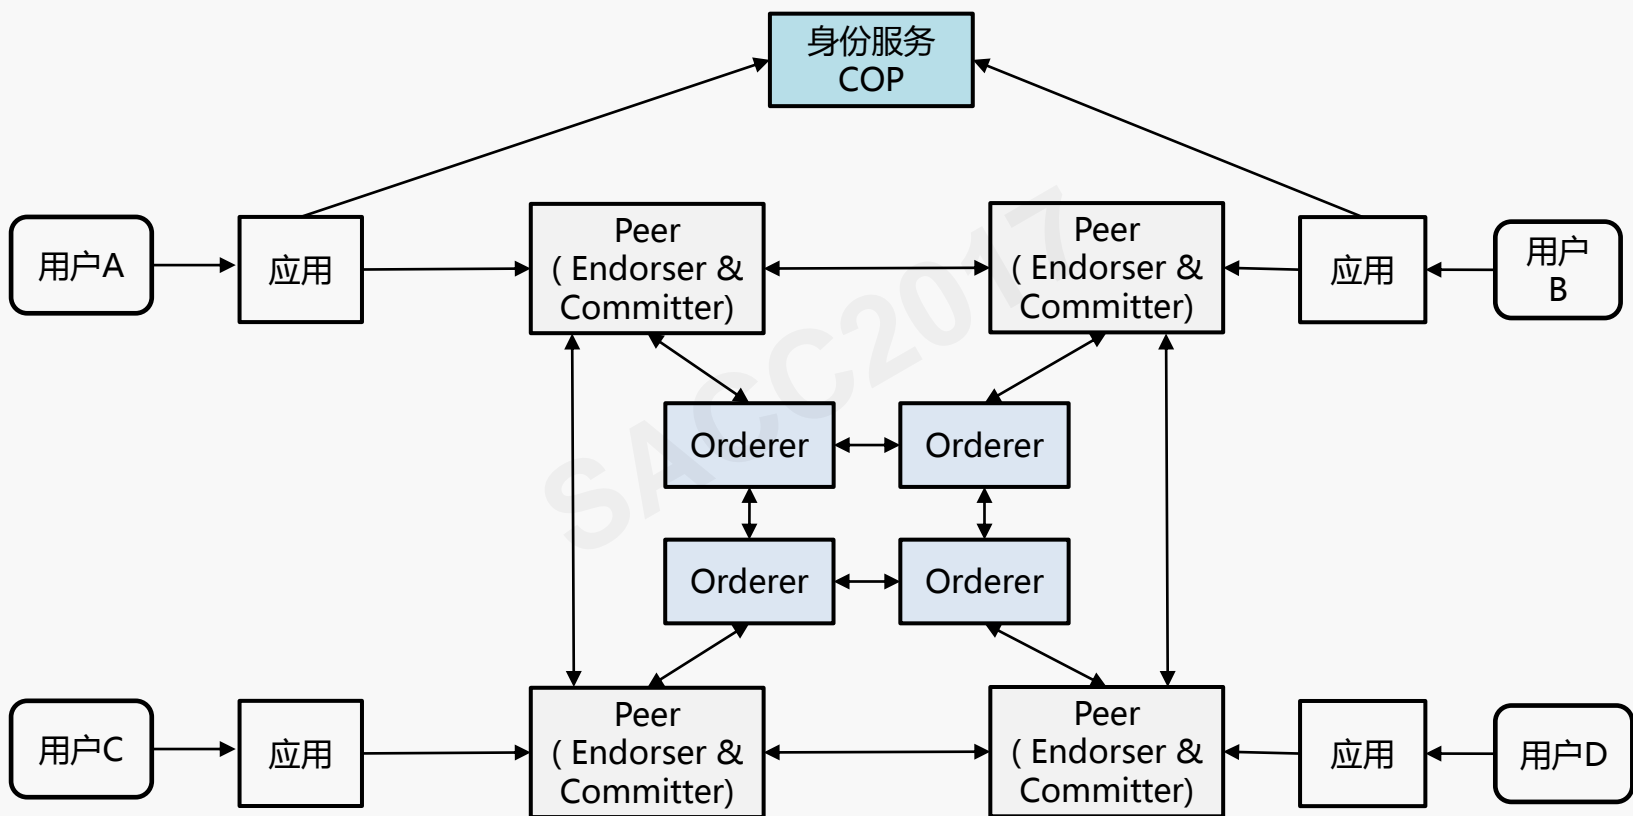 身份服务
COP
用户A
应用
Peer
( Endorser &
Committer)
Peer
( Endorser &
Committer)
应用
用户
B
Orderer
Orderer
SACC2017
Orderer
Orderer
用户C
应用
Peer
( Endorser &
Committer)
Peer
( Endorser &
Committer)
应用
用户D